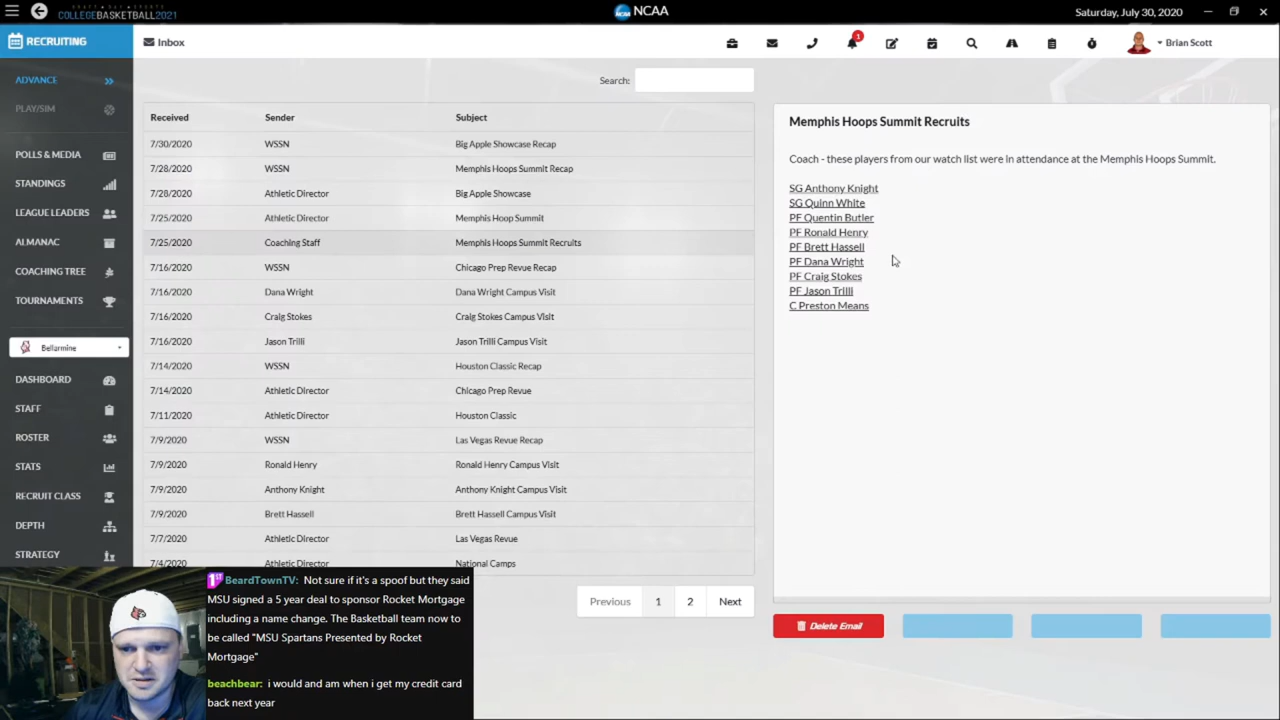 DRAFT DAY SPORTS
COLLEGEBASKETBALL2021
NCAA
Saturday, July 30, 2020
RECRUITING
Inbox
1
Brian Scott
ADVANCE
PLAY/SIM
POLLS & MEDIA
STANDINGS
LEAGUE LEADERS
ALMANAC
COACHING TREE
TOURNAMENTS
Bellarmine
DASHBOARD
STAFF
ROSTER
STATS
RECRUIT CLASS
DEPTH
STRATEGY
Search:
Received Sender Subject
7/30/2020 WSSN Big Apple Showcase Recap
7/28/2020 WSSN Memphis Hoops Summit Recap
7/28/2020 Athletic Director Big Apple Showcase
7/25/2020 Athletic Director Memphis Hoop Summit
7/25/2020 Coaching Staff Memphis Hoops Summit Recruits
7/16/2020 WSSN Chicago Prep Revue Recap
7/16/2020 Dana Wright Dana Wright Campus Visit
7/16/2020 Craig Stokes Craig Stokes Campus Visit
7/16/2020 Jason Trilli Jason Trilli Campus Visit
7/14/2020 WSSN Houston Classic Recap
7/14/2020 Athletic Director Chicago Prep Revue
7/11/2020 Athletic Director Houston Classic
7/9/2020 WSSN Las Vegas Revue Recap
7/9/2020 Ronald Henry Ronald Henry Campus Visit
7/9/2020 Anthony Knight Anthony Knight Campus Visit
7/9/2020 Brett Hassell Brett Hassell Campus Visit
7/7/2020 Athletic Director Las Vegas Revue
7/4/2020 Athletic Director National Camps
Previous 1 2 Next
Memphis Hoops Summit Recruits
Coach - these players from our watch list were in attendance at the Memphis Hoops Summit.
SG Anthony Knight
SG Quinn White
PF Quentin Butler
PF Ronald Henry
PF Brett Hassell
PF Dana Wright
PF Craig Stokes
PF Jason Trilli
C Preston Means
Delete Email
1ST BeardTownTV: Not sure if it's a spoof but they said
MSU signed a 5 year deal to sponsor Rocket Mortgage
including a name change. The Basketball team now to
be called "MSU Spartans Presented by Rocket
Mortgage"
beachbear: i would and am when i get my credit card
back next year